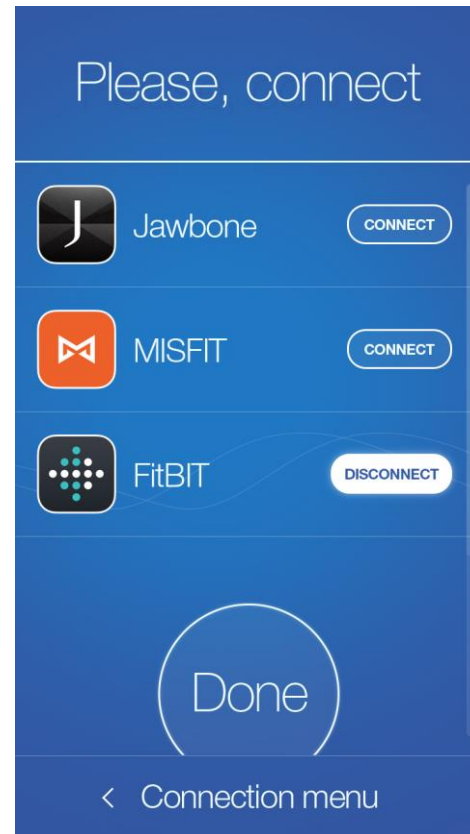 Please, connect
J
Jawbone
CONNECT
MISFIT
CONNECT
FitBIT
DISCONNECT
Done
< Connection menu